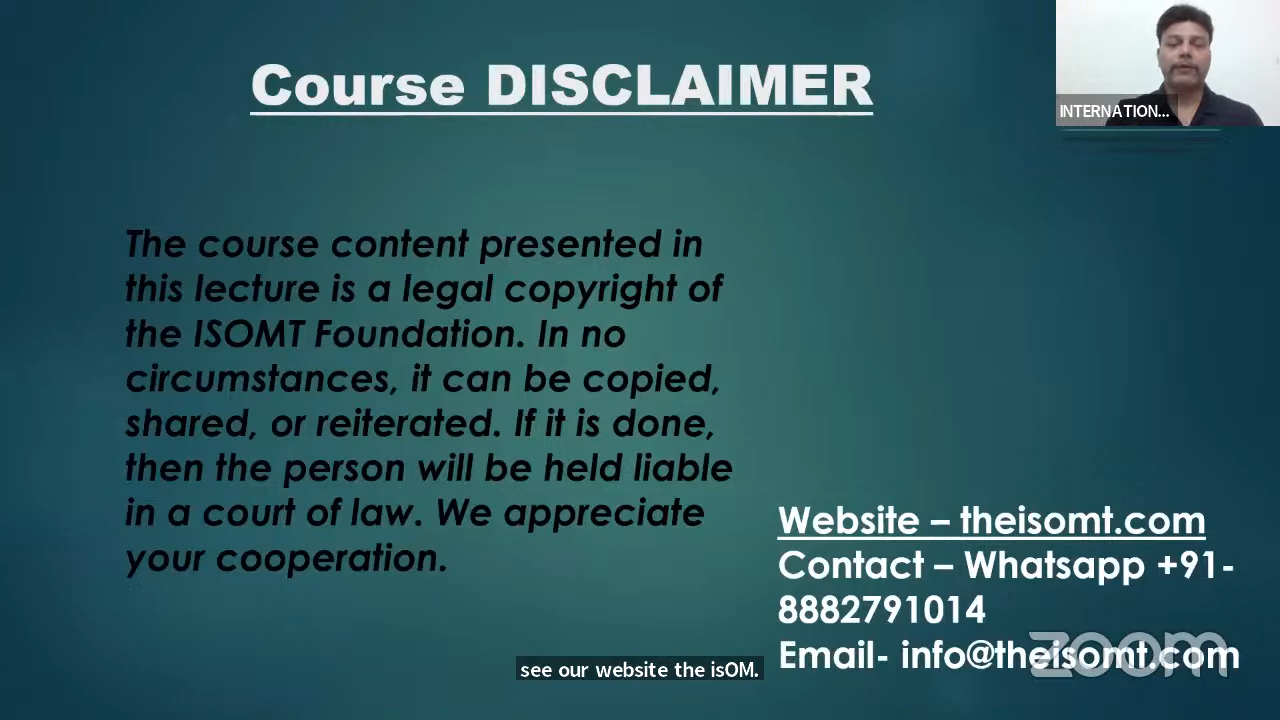 Course DISCLAIMER
INTERNATION...
The course content presented in
this lecture is a legal copyright of
the ISOMT Foundation. In no
circumstances, it can be copied,
shared, or reiterated. If it is done,
then the person will be held liable
in a court of law. We appreciate
your cooperation.
Website – theisomt.com
Contact – Whatsapp +91-
8882791014
Email- info@theisomt.com
zoom
see our website the isOM.